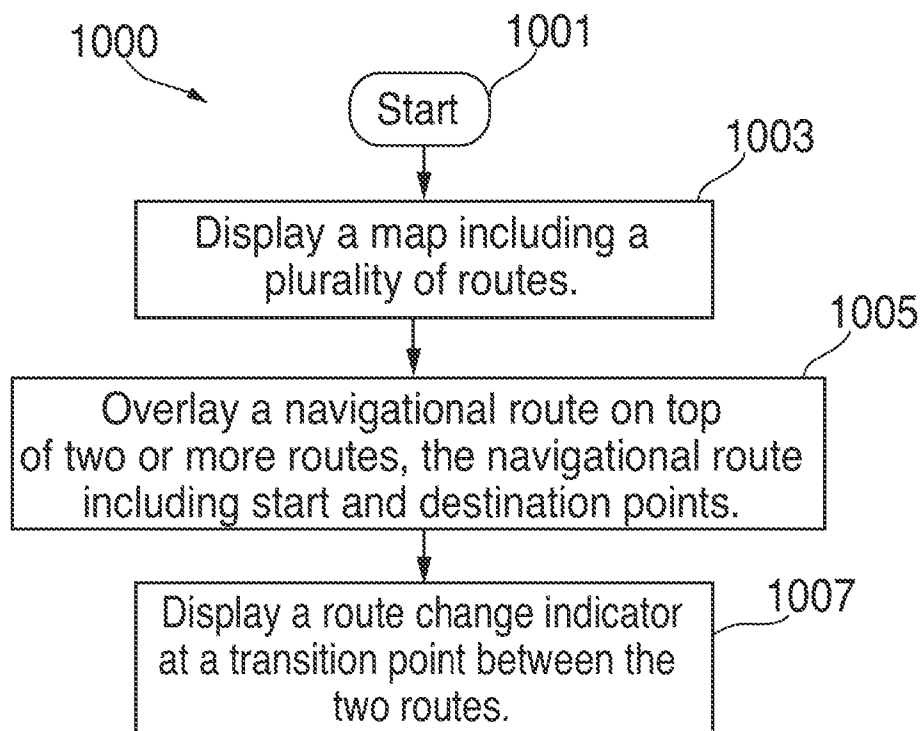 1000
1001
Start
1003
Display a map including a
plurality of routes.
1005
Overlay a navigational route on top
of two or more routes, the navigational route
including start and destination points.
1007
Display a route change indicator
at a transition point between the
two routes.